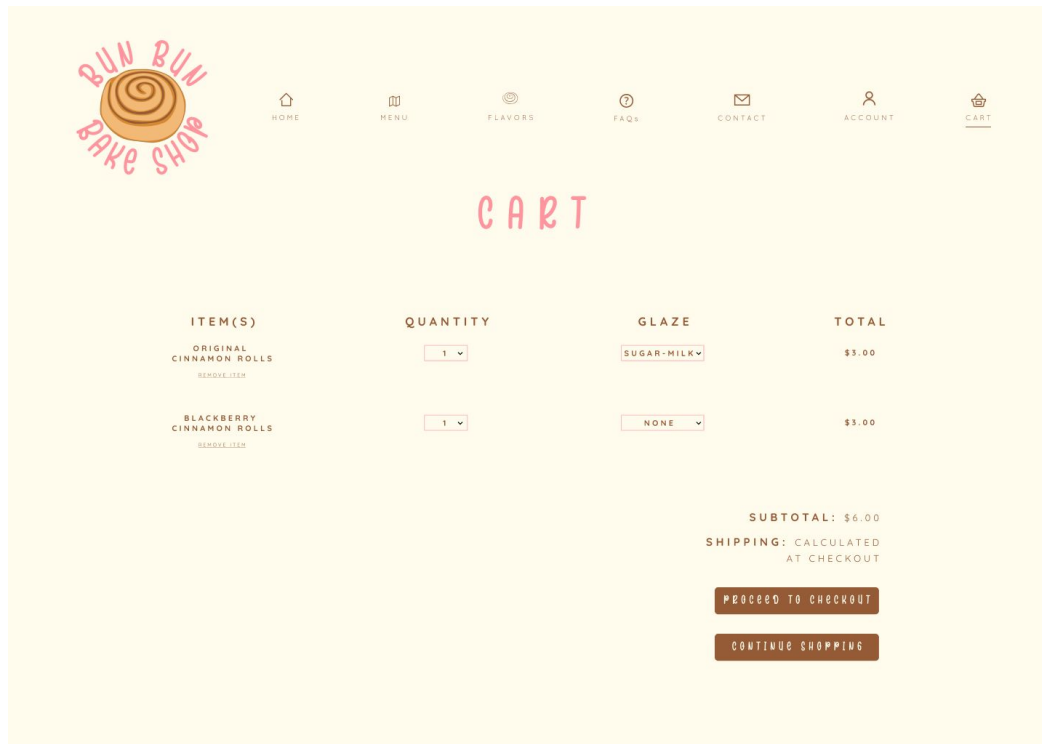 BUN BUN
BAKE SHOP
HOME
MENU
FLAVORS
FAQs
CONTACT
ACCOUNT
CART
CART
ITEM(S) QUANTITY GLAZE TOTAL
ORIGINAL
CINNAMON ROLLS
1 SUGAR-MILK $3.00
REMOVE ITEM
BLACKBERRY
CINNAMON ROLLS
1 NONE $3.00
REMOVE ITEM
SUBTOTAL: $6.00
SHIPPING: CALCULATED
AT CHECKOUT
PROCEED TO CHECKOUT
CONTINUE SHOPPING